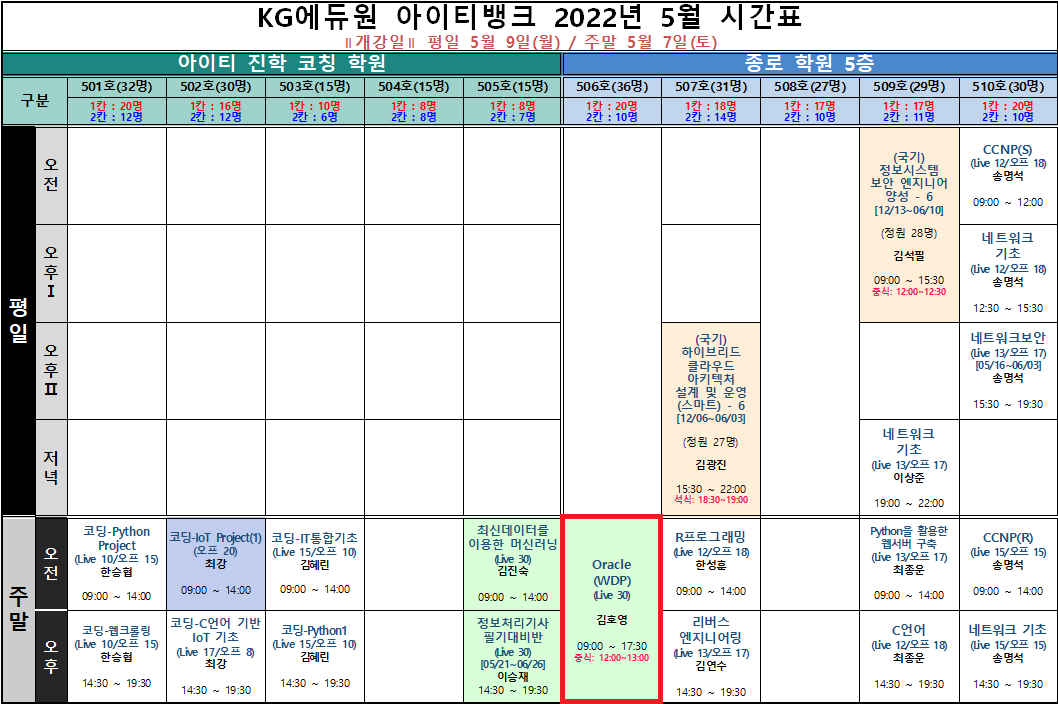 KG에듀원 아이티뱅크 2022년 5월 시간표
॥개강일॥ 평일 5월 9일(월) / 주말 5월 7일(토)
아이티 진학 코칭 학원 종로 학원 5층
구분 501호(32명) 502호(30명) 503호(15명) 504호(15명) 505호(15명) 506호(36명) 507호(31명) 508호(27명) 509호(29명) 510호(30명)
1칸 : 20명 1칸 : 16명 1칸 : 10명 1칸 : 8명 1칸 : 8명 1칸 : 20명 1칸 : 18명 1칸 : 17명 1칸 : 17명 1칸 : 20명
2칸 : 12명 2칸 : 12명 2칸 : 6명 2칸 : 8명 2칸 : 7명 2칸 : 10명 2칸 : 14명 2칸 : 10명 2칸 : 11명 2칸 : 10명
평일
오전
(국기)
정보시스템
보안 엔지니어
양성 - 6
[12/13~06/10]
(정원 28명)
김석필
09:00 ~ 15:30
중식: 12:00~12:30
CCNP(S)
(Live 12/오프 18)
송명석
09:00 ~ 12:00
오후Ⅰ
네트워크
기초
(Live 12/오프 18)
송명석
12:30 ~ 15:30
오후Ⅱ
(국기)
하이브리드
클라우드
아키텍처
설계 및 운영
(스마트) - 6
[12/06~06/03]
(정원 27명)
김광진
15:30 ~ 22:00
석식: 18:30~19:00
네트워크보안
(Live 13/오프 17)
[05/16~06/03]
송명석
15:30 ~ 19:30
저녁
네트워크
기초
(Live 13/오프 17)
이상준
19:00 ~ 22:00
주말
오전
코딩-Python
Project
(Live 10/오프 15)
한승협
09:00 ~ 14:00
코딩-IoT Project(1)
(오프 20)
최강
09:00 ~ 14:00
코딩-IT통합기초
(Live 15/오프 10)
김혜린
09:00 ~ 14:00
최신데이터를
이용한 머신러닝
(Live 30)
김진숙
09:00 ~ 14:00
Oracle
(WDP)
(Live 30)
김호영
09:00 ~ 17:30
중식: 12:00~13:00
R프로그래밍
(Live 12/오프 18)
한성훈
09:00 ~ 14:00
Python을 활용한
웹서버 구축
(Live 13/오프 17)
최종운
09:00 ~ 14:00
CCNP(R)
(Live 15/오프 15)
송명석
09:00 ~ 14:00
오후
코딩-웹크롤링
(Live 10/오프 15)
한승협
14:30 ~ 19:30
코딩-C언어 기반
IoT 기초
(Live 17/오프 8)
최강
14:30 ~ 19:30
코딩-Python1
(Live 15/오프 10)
김혜린
14:30 ~ 19:30
정보처리기사
필기대비반
(Live 30)
[05/21~06/26]
이승재
14:30 ~ 19:30
리버스
엔지니어링
(Live 13/오프 17)
김연수
14:30 ~ 19:30
C언어
(Live 12/오프 18)
최종운
14:30 ~ 19:30
네트워크 기초
(Live 15/오프 15)
송명석
14:30 ~ 19:30